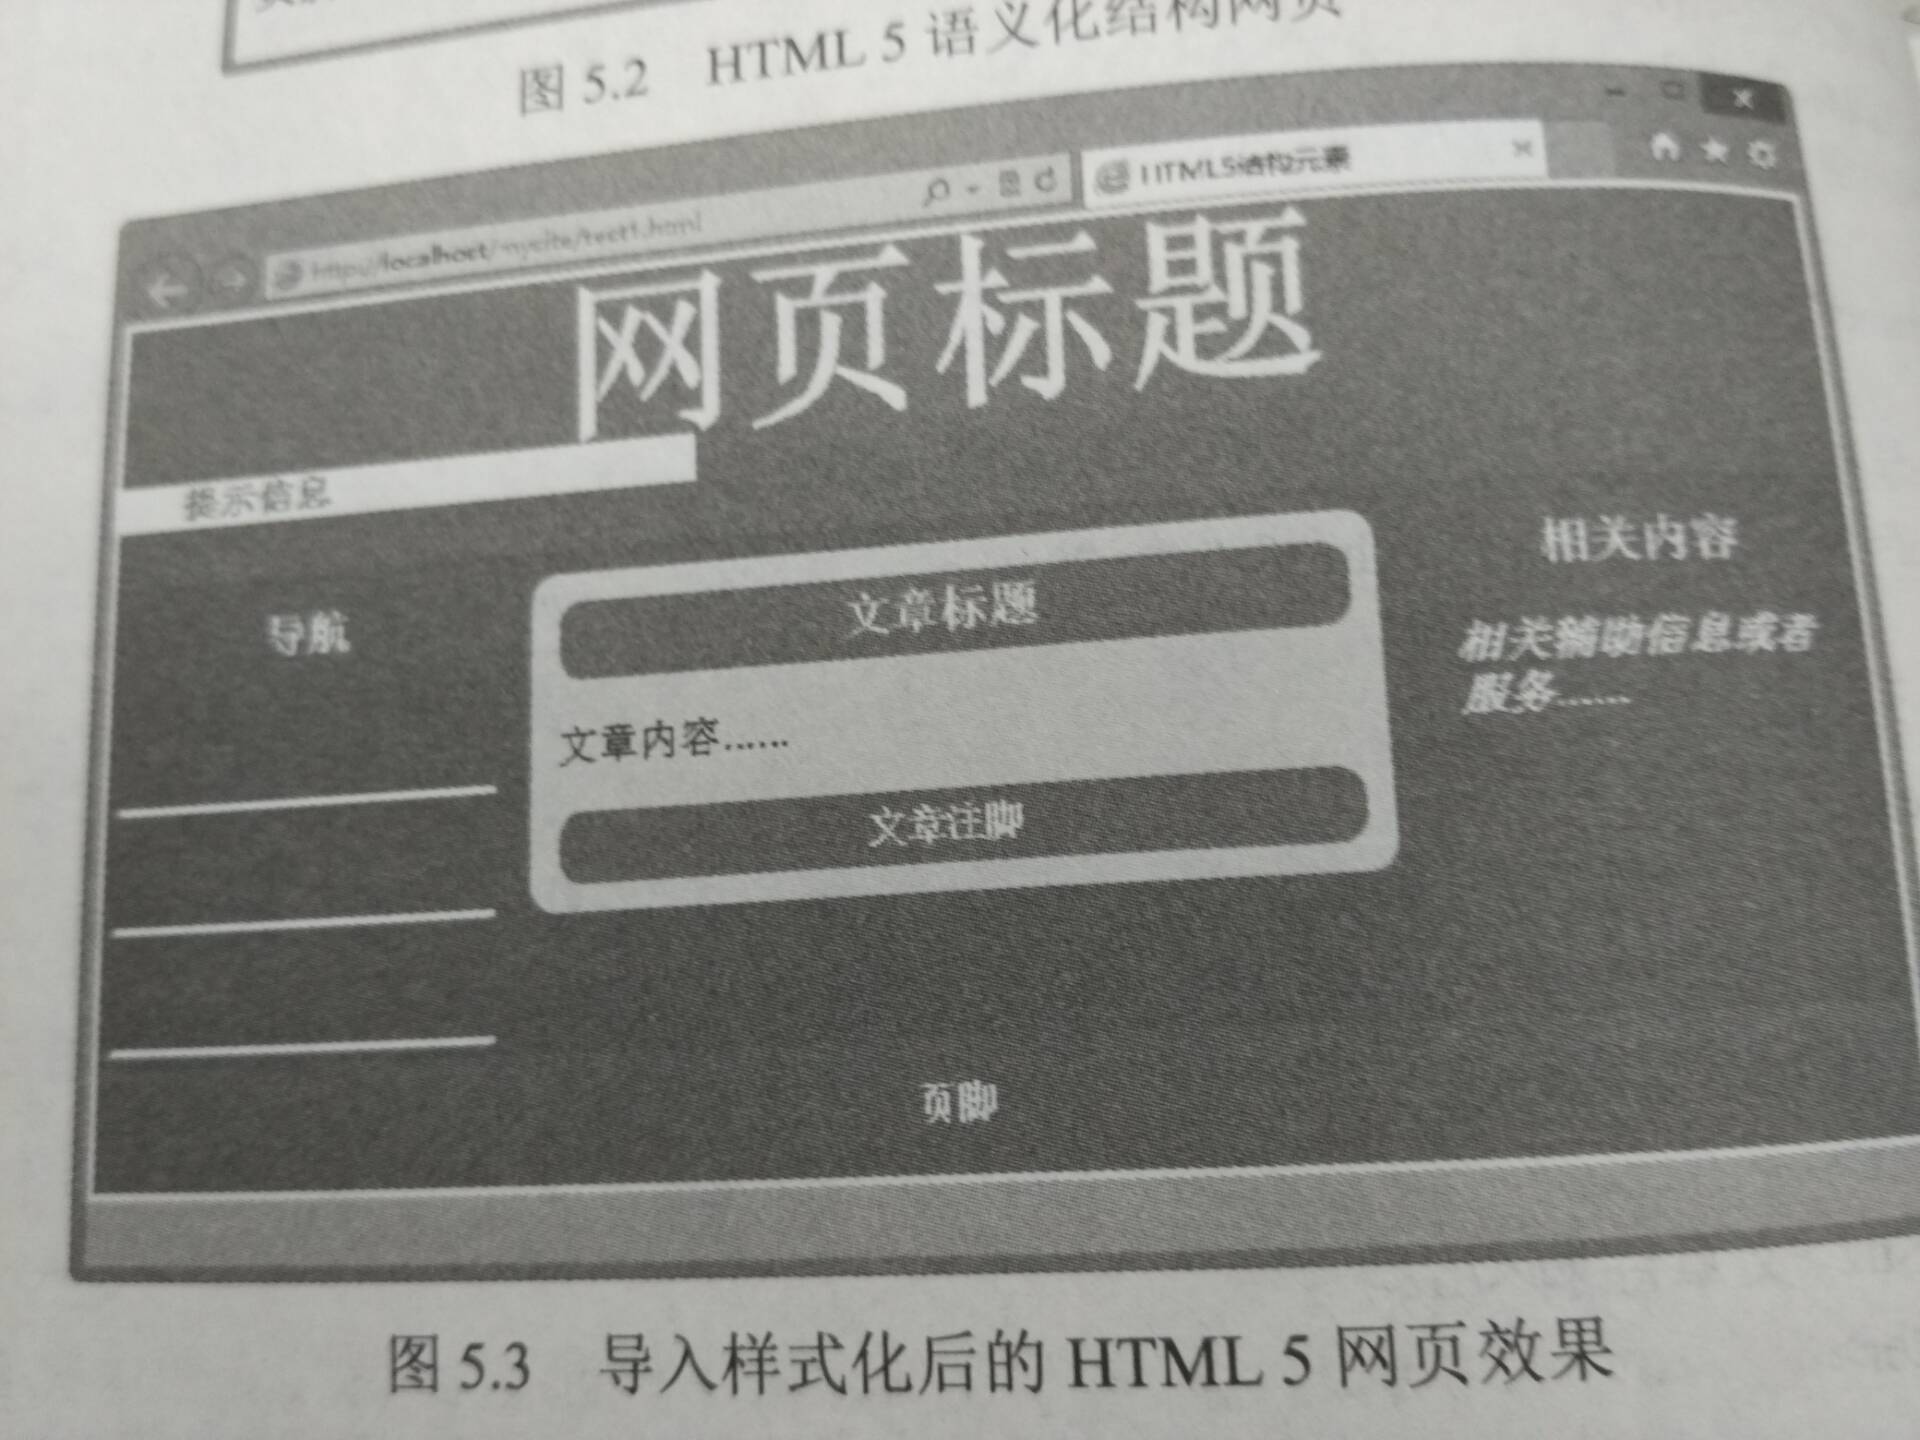 图 5.2 HTML 5 语义化结构网页
http://localhost/mysite/test1.html
HTML5结构元素
网页标题
提示信息
导航
文章标题
文章内容……
文章注脚
相关内容
相关辅助信息或者
服务……
页脚
图 5.3 导入样式化后的 HTML 5 网页效果